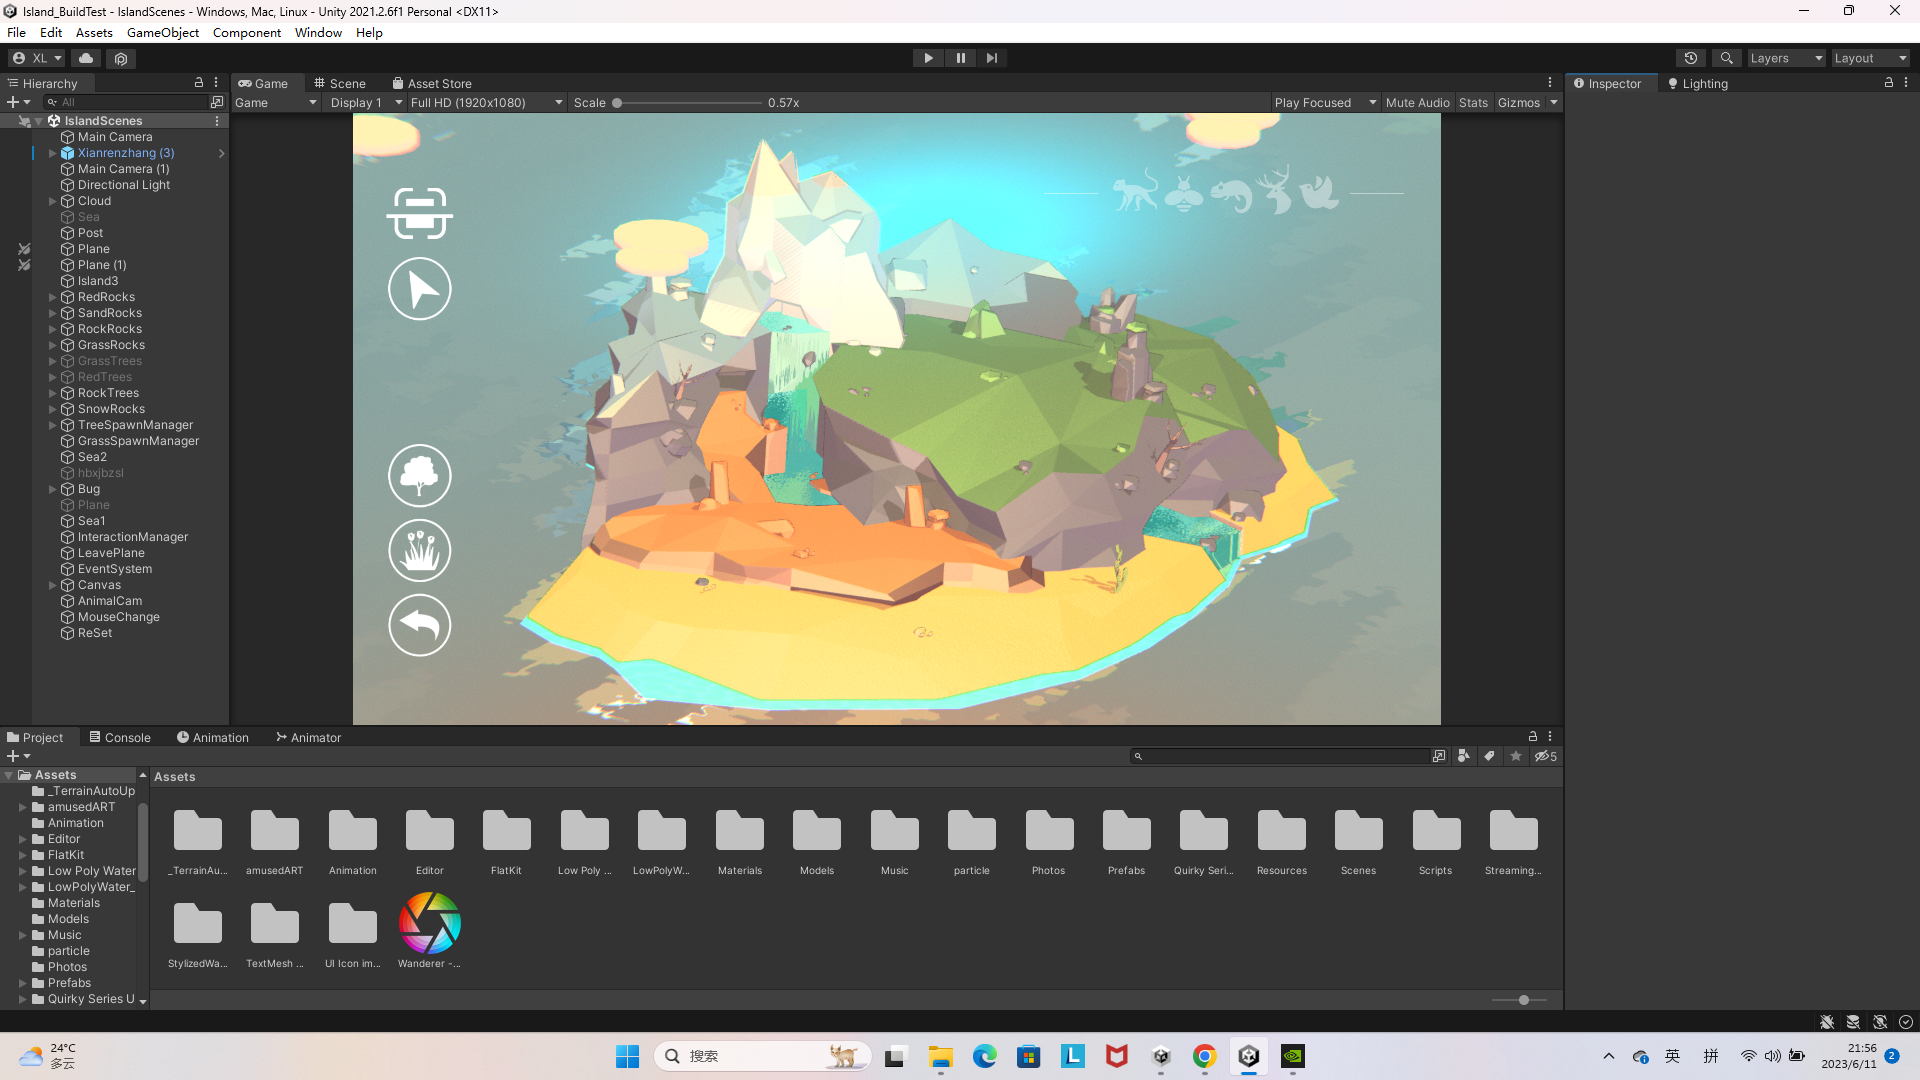 Island_BuildTest - IslandScenes - Windows, Mac, Linux - Unity 2021.2.6f1 Personal <DX11>
File Edit Assets GameObject Component Window Help
XL Layers Layout
Hierarchy Game Scene Asset Store Inspector Lighting
All Game Display 1 Full HD (1920x1080) Scale 0.57x Play Focused Mute Audio Stats Gizmos
IslandScenes
Main Camera
Xianrenzhang (3)
Main Camera (1)
Directional Light
Cloud
Sea
Post
Plane
Plane (1)
Island3
RedRocks
SandRocks
RockRocks
GrassRocks
GrassTrees
RedTrees
RockTrees
SnowRocks
TreeSpawnManager
GrassSpawnManager
Sea2
hbxjbzsl
Bug
Plane
Sea1
InteractionManager
LeavePlane
EventSystem
Canvas
AnimalCam
MouseChange
ReSet
Project Console Animation Animator
5
Assets
_TerrainAutoUp
amusedART
Animation
Editor
FlatKit
Low Poly Water
LowPolyWater_
Materials
Models
Music
particle
Photos
Prefabs
Quirky Series U
Assets
_TerrainAu... amusedART Animation Editor FlatKit Low Poly ... LowPolyW... Materials Models Music particle Photos Prefabs Quirky Seri... Resources Scenes Scripts Streaming...
StylizedWa... TextMesh ... UI Icon im... Wanderer -...
24°C
多云
搜索
英 拼
21:56
2023/6/11
2